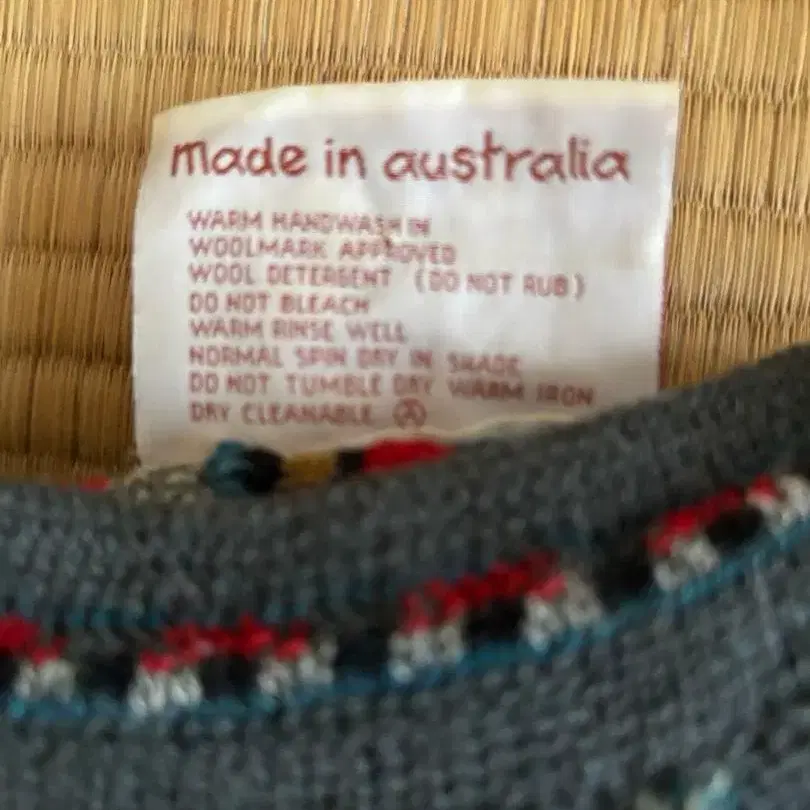 made in australia
WARM HANDWASH IN
WOOLMARK APPROVED
WOOL DETERGENT (DO NOT RUB)
DO NOT BLEACH
WARM RINSE WELL
NORMAL SPIN DRY IN SHADE
DO NOT TUMBLE DRY WARM IRON
DRY CLEANABLE Ⓐ